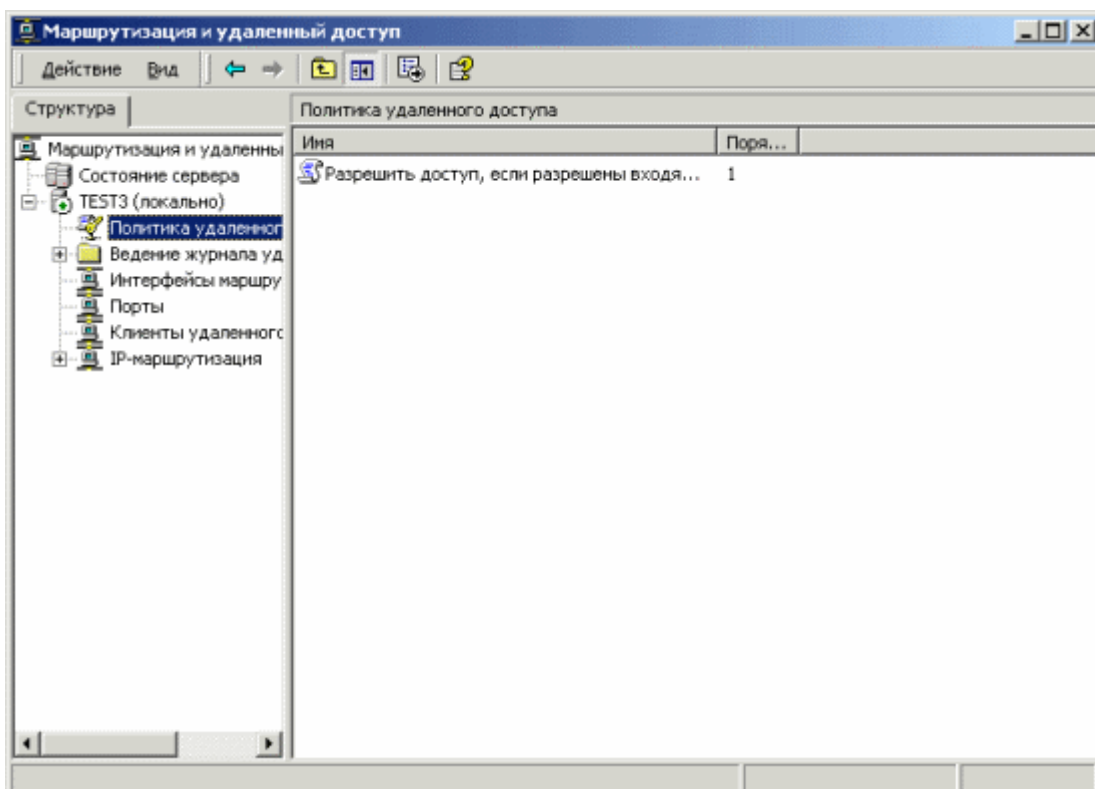 Маршрутизация и удаленный доступ
Действие Вид
Структура
Политика удаленного доступа
Маршрутизация и удаленны
Состояние сервера
TEST3 (локально)
Политика удаленног
Ведение журнала уд
Интерфейсы маршру
Порты
Клиенты удаленног
IP-маршрутизация
Имя Поря...
Разрешить доступ, если разрешены входя... 1